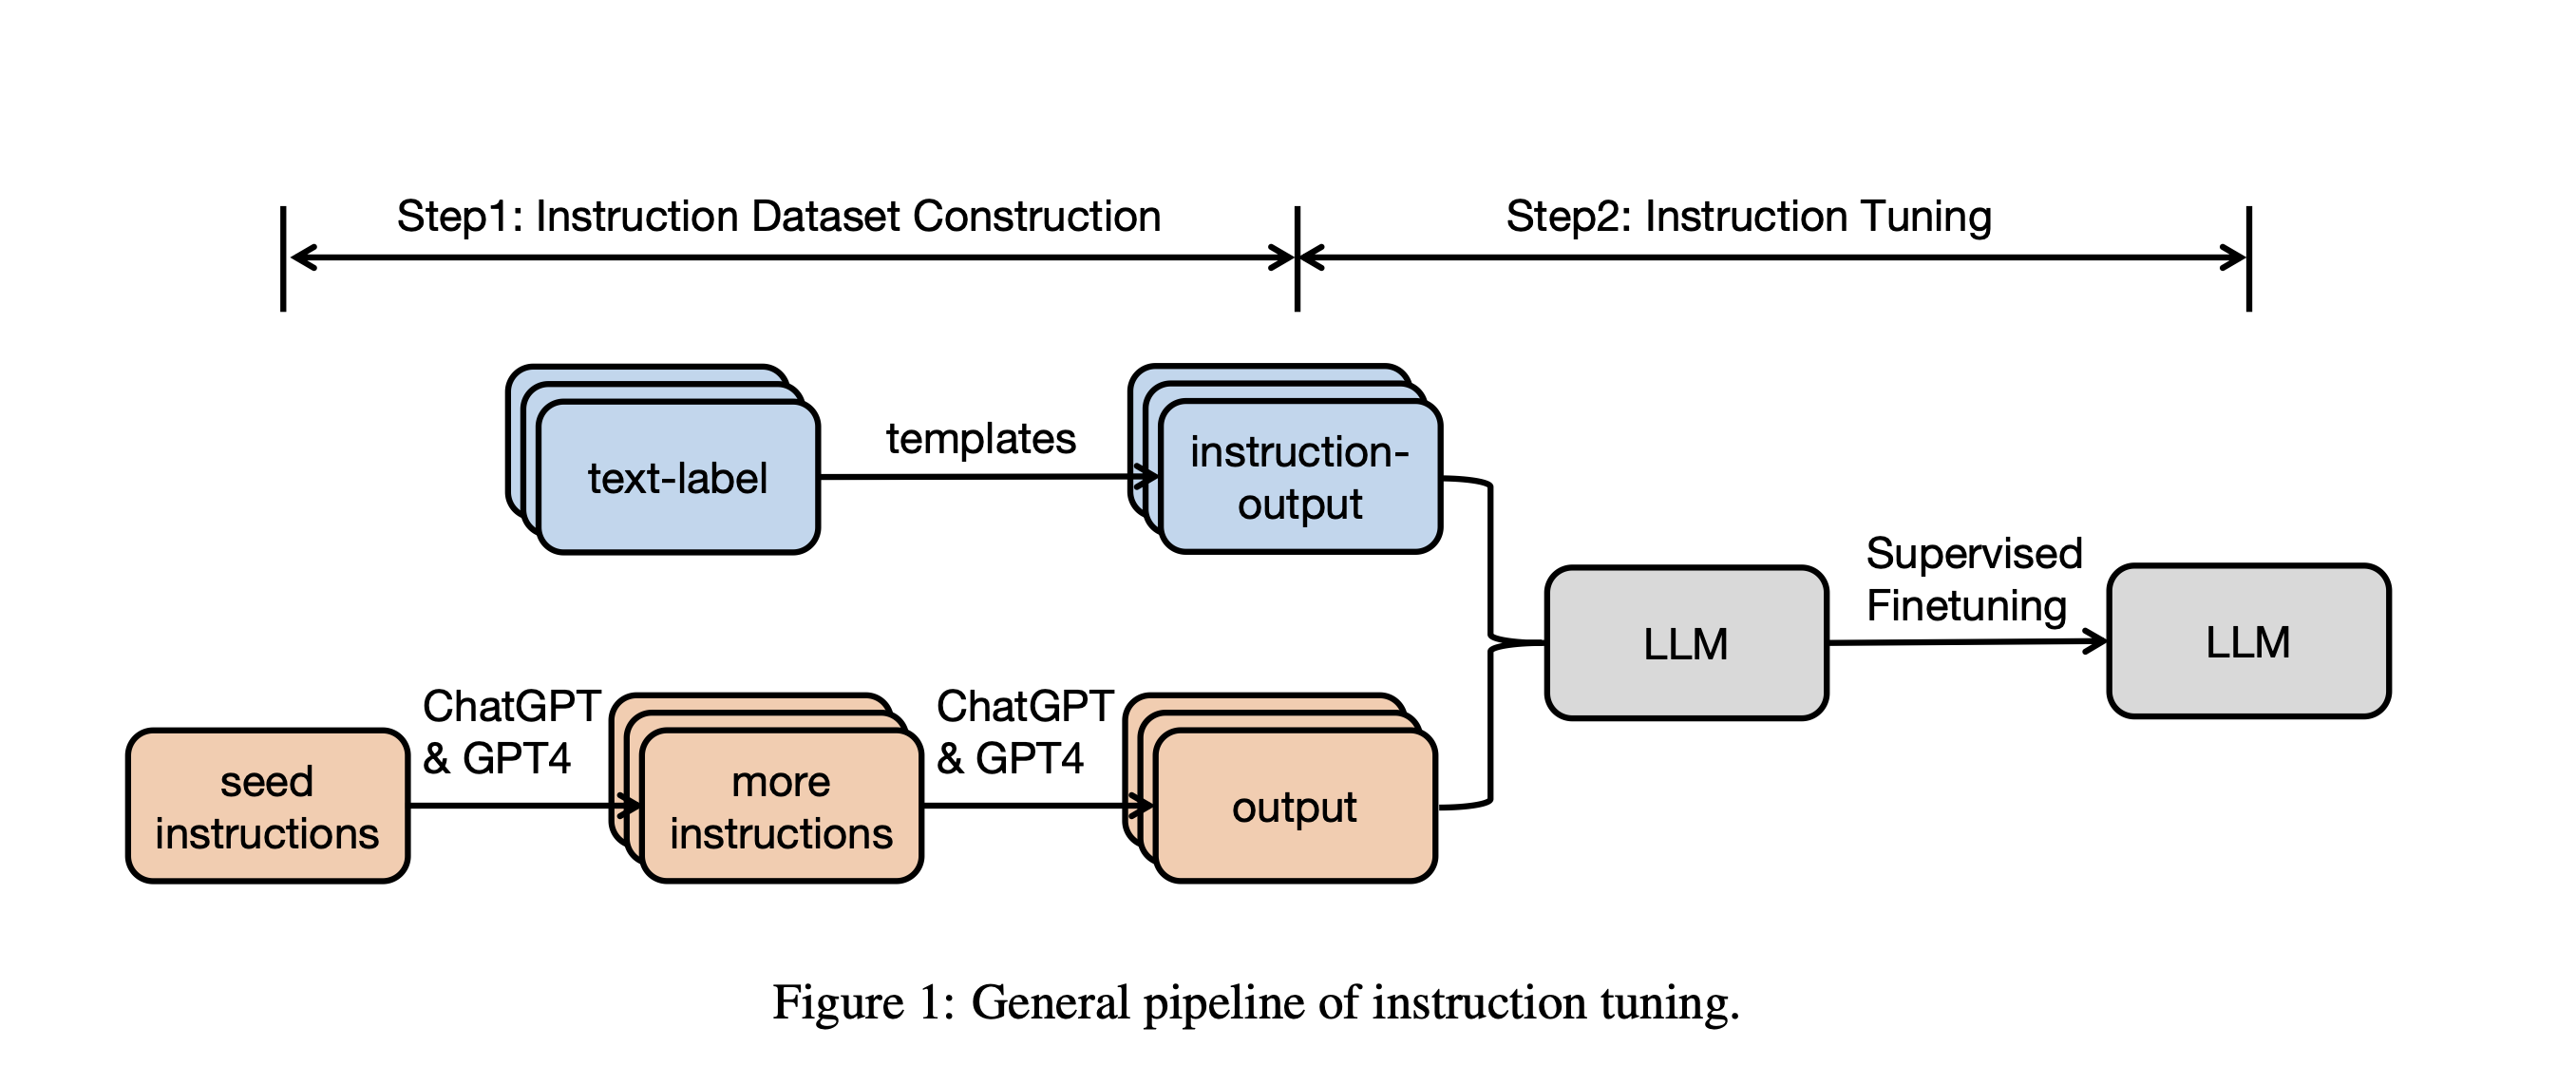 Step1: Instruction Dataset Construction
Step2: Instruction Tuning
text-label
templates
instruction-
output
seed
instructions
ChatGPT
& GPT4
more
instructions
ChatGPT
& GPT4
output
LLM
Supervised
Finetuning
LLM
Figure 1: General pipeline of instruction tuning.